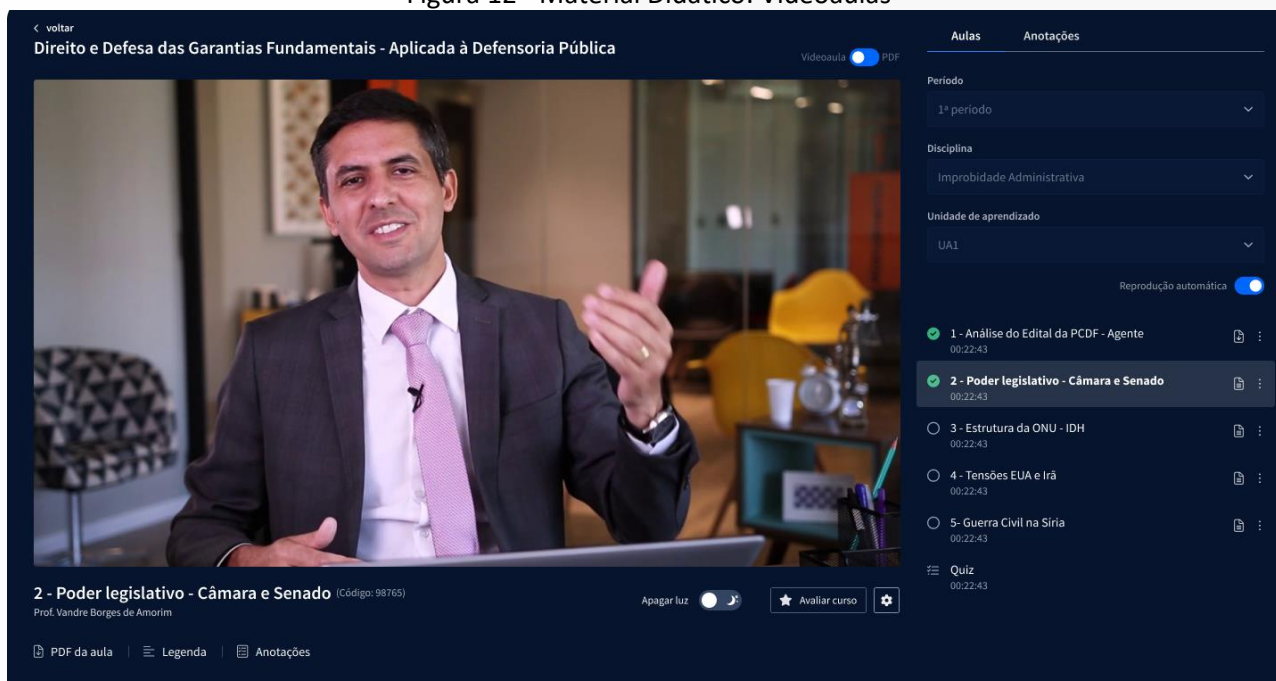 Figura 12 - Material Didático: Videoaulas
< voltar
Direito e Defesa das Garantias Fundamentais - Aplicada à Defensoria Pública
Videoaula
PDF
2 - Poder legislativo - Câmara e Senado (Código: 98765)
Prof. Vandre Borges de Amorim
Apagar luz
Avaliar curso
PDF da aula
Legenda
Anotações
Aulas
Anotações
Período
1º período
Disciplina
Improbidade Administrativa
Unidade de aprendizado
UA1
Reprodução automática
1 - Análise do Edital da PCDF - Agente
00:22:43
2 - Poder legislativo - Câmara e Senado
00:22:43
3 - Estrutura da ONU - IDH
00:22:43
4 - Tensões EUA e Irã
00:22:43
5- Guerra Civil na Síria
00:22:43
Quiz
00:22:43